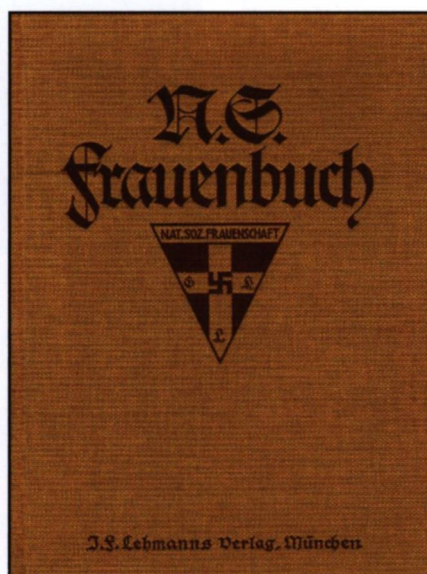 N.S.
Frauenbuch
NAT. SOZ. FRAUENSCHAFT
G H
L
J.F. Lehmanns Verlag, München